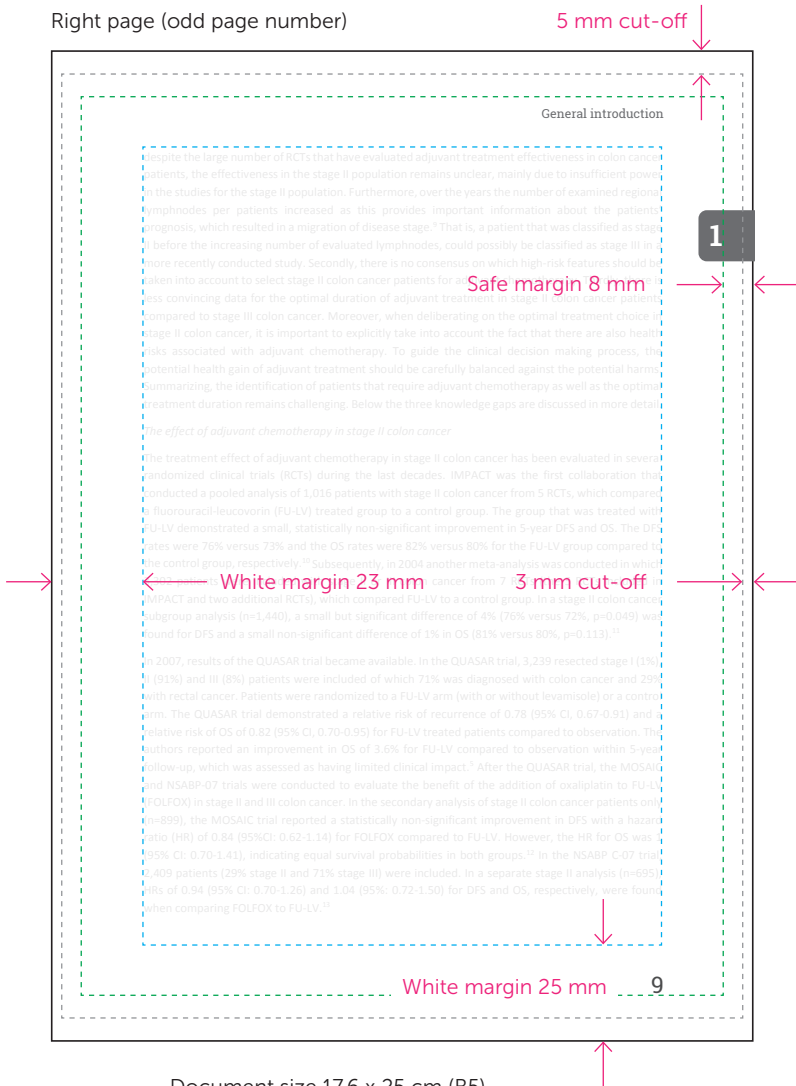 Right page (odd page number)
5 mm cut-off
General introduction
despite the large number of RCTs that have evaluated adjuvant treatment effectiveness in colon cancer
patients, the effectiveness in the stage II population remains unclear, mainly due to insufficient power
in the studies for the stage II population. Furthermore, over the years the number of examined regional
lymphnodes per patients increased as this provides important information about the patients
prognosis, which resulted in a migration of disease stage.⁸ That is, a patient that was classified as stage
II before the increasing number of evaluated lymphnodes, could possibly be classified as stage III in a
1
more recently conducted study. Secondly, there is no consensus on which high-risk features should be
taken into account to select stage II colon cancer patients for
Safe margin 8 mm
less convincing data for the optimal duration of adjuvant treatment in stage II colon cancer patients
compared to stage III colon cancer. Moreover, when deliberating on the optimal treatment choice in
stage II colon cancer, it is important to explicitly take into account the fact that there are also health
risks associated with adjuvant chemotherapy. To guide the clinical decision making process, the
potential health gain of adjuvant treatment should be carefully balanced against the potential harms.
Summarizing, the identification of patients that require adjuvant chemotherapy as well as the optimal
treatment duration remains challenging. Below the three knowledge gaps are discussed in more detail.
The effect of adjuvant chemotherapy in stage II colon cancer
The treatment effect of adjuvant chemotherapy in stage II colon cancer has been evaluated in several
randomized clinical trials (RCTs) during the last decades. IMPACT was the first collaboration that
conducted a pooled analysis of 1,016 patients with stage II colon cancer from 5 RCTs, which compared
a fluorouracil-leucovorin (FU-LV) treated group to a control group. The group that was treated with
FU-LV demonstrated a small, statistically non-significant improvement in 5-year DFS and OS. The DFS
rates were 76% versus 73% and the OS rates were 82% versus 80% for the FU-LV group compared to
the control group, respectively.¹⁰ Subsequently, in 2004 another meta-analysis was conducted in which
patients cancer from 7
White margin 23 mm
3 mm cut-off
IMPACT and two additional RCTs), which compared FU-LV to a control group. In a stage II colon cancer
subgroup analysis (n=1,440), a small but significant difference of 4% (76% versus 72%, p=0.049) was
found for DFS and a small non-significant difference of 1% in OS (81% versus 80%, p=0.113).¹¹
In 2007, results of the QUASAR trial became available. In the QUASAR trial, 3,239 resected stage I (1%),
II (91%) and III (8%) patients were included of which 71% was diagnosed with colon cancer and 29%
with rectal cancer. Patients were randomized to a FU-LV arm (with or without levamisole) or a control
arm. The QUASAR trial demonstrated a relative risk of recurrence of 0.78 (95% CI, 0.67-0.91) and a
relative risk of OS of 0.82 (95% CI, 0.70-0.95) for FU-LV treated patients compared to observation. The
authors reported an improvement in OS of 3.6% for FU-LV compared to observation within 5-year
follow-up, which was assessed as having limited clinical impact.⁵ After the QUASAR trial, the MOSAIC
and NSABP-07 trials were conducted to evaluate the benefit of the addition of oxaliplatin to FU-LV
(FOLFOX) in stage II and III colon cancer. In the secondary analysis of stage II colon cancer patients only
(n=899), the MOSAIC trial reported a statistically non-significant improvement in DFS with a hazard
ratio (HR) of 0.84 (95%CI: 0.62-1.14) for FOLFOX compared to FU-LV. However, the HR for OS was
(95% CI: 0.70-1.41), indicating equal survival probabilities in both groups.¹² In the NSABP C-07 trial
2,409 patients (29% stage II and 71% stage III) were included. In a separate stage II analysis (n=695),
HRs of 0.94 (95% CI: 0.70-1.26) and 1.04 (95%: 0.72-1.50) for DFS and OS, respectively, were found
when comparing FOLFOX to FU-LV.¹³
White margin 25 mm
9
Document size 17,6 x 25 cm (B5)